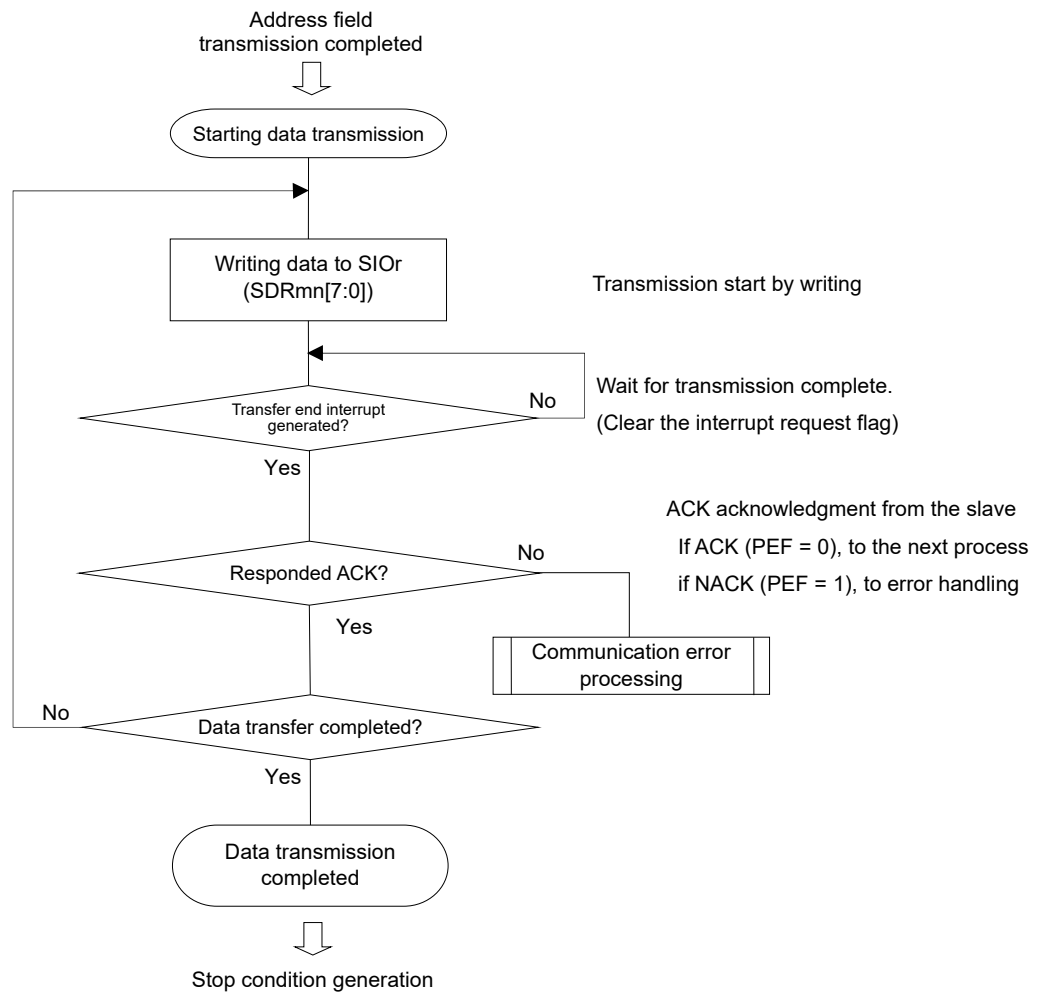 Address field
transmission completed
Starting data transmission
Writing data to SIOr
(SDRmn[7:0])
Transmission start by writing
Transfer end interrupt
generated?
No
Wait for transmission complete.
(Clear the interrupt request flag)
Yes
Responded ACK?
No
ACK acknowledgment from the slave
If ACK (PEF = 0), to the next process
if NACK (PEF = 1), to error handling
Yes
Communication error
processing
No
Data transfer completed?
Yes
Data transmission
completed
Stop condition generation